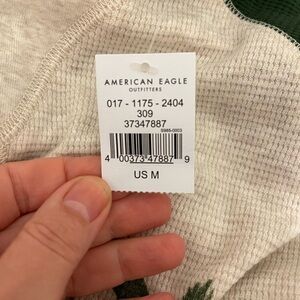 AMERICAN EAGLE
OUTFITTERS
017 - 1175 - 2404
309
37347887
5985-0003
4 00373 47887 9
US M